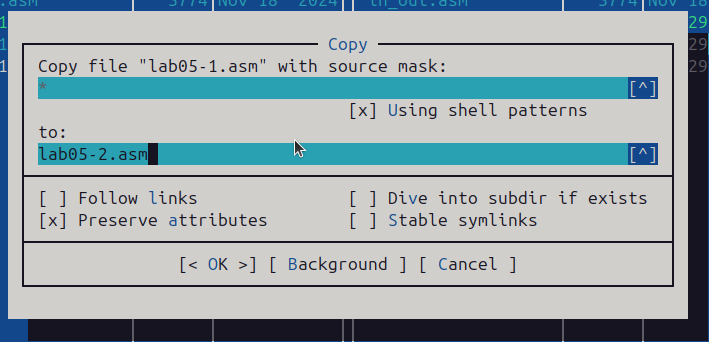 .asm 3774 Nov 18 2024 in_out.asm 3774 Nov 18
Copy
Copy file "lab05-1.asm" with source mask:
*
[^]
[x] Using shell patterns
to:
lab05-2.asm
[^]
[ ] Follow links [ ] Dive into subdir if exists
[x] Preserve attributes [ ] Stable symlinks
[< OK >] [ Background ] [ Cancel ]
1
1
1
29
29
29